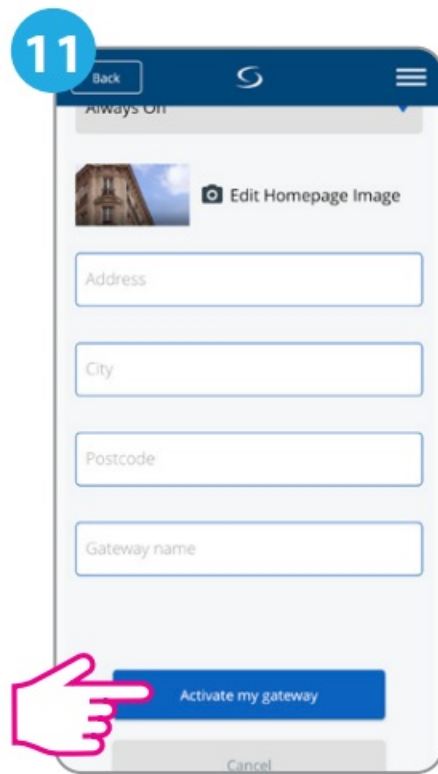 11
Back
Always On
Edit Homepage Image
Address
City
Postcode
Gateway name
Activate my gateway
Cancel